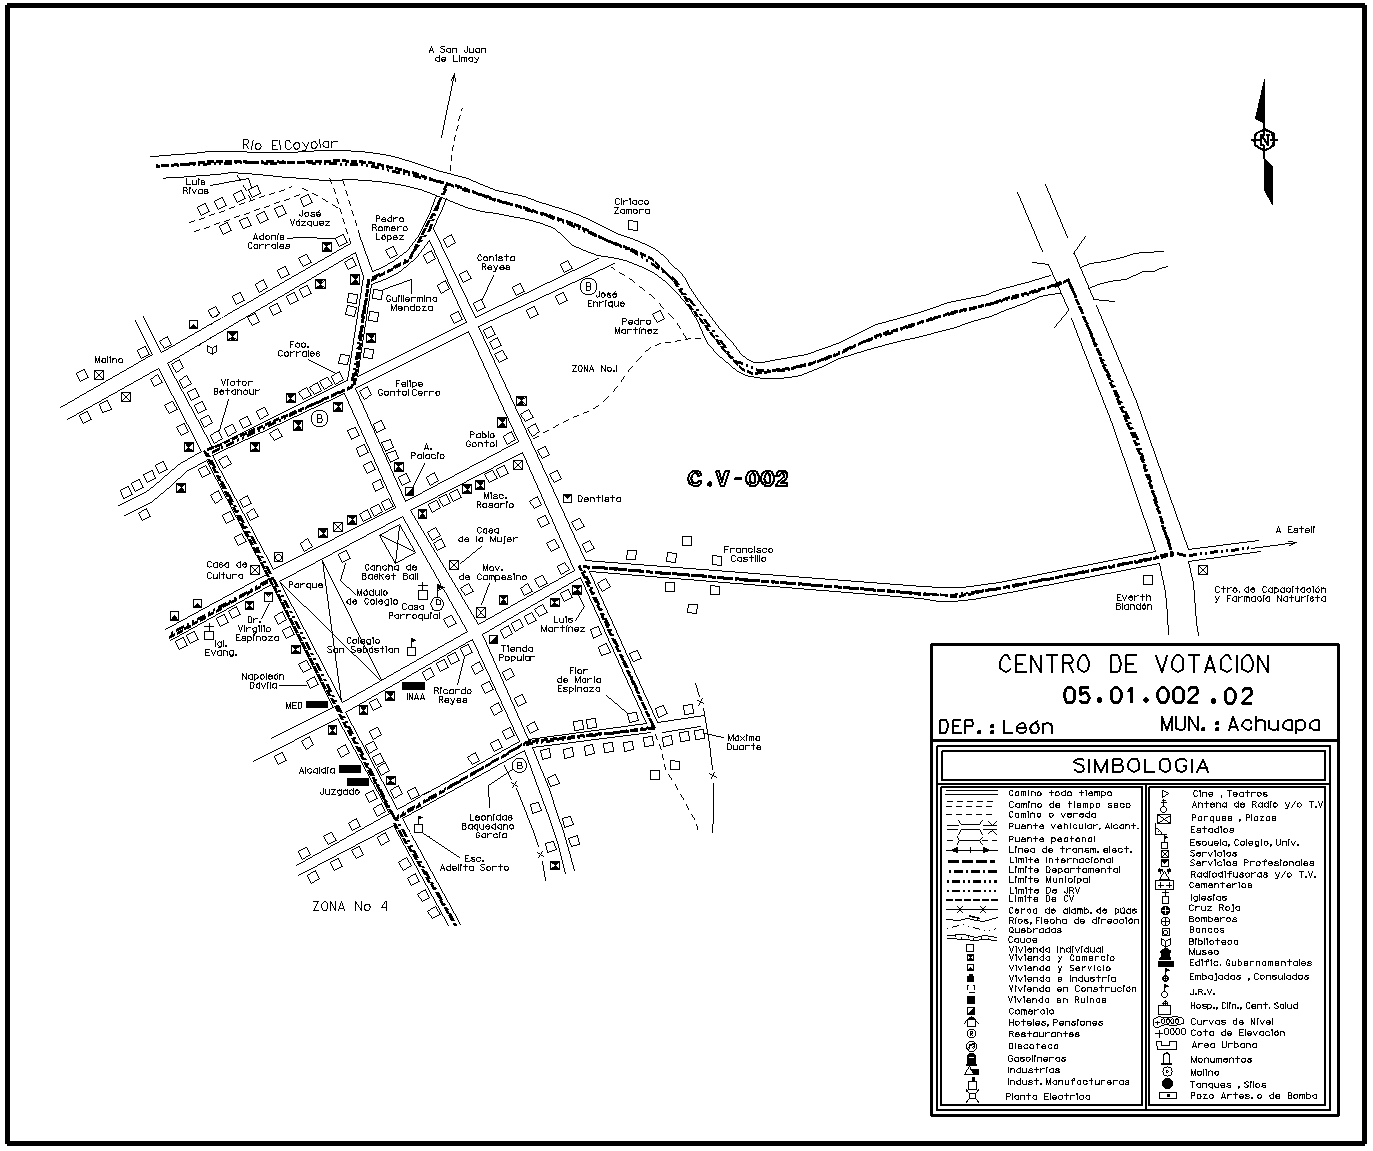 A San Juan
de Limay
Río El Coyolar
N
Luis
Rivas
José
Vázquez
Pedro
Romero
López
Ciriaco
Zamora
Adonis
Corrales
Canista
Reyes
Guillermina
Mendoza
B
José
Enrique
Pedro
Martínez
Fco.
Corrales
Molino
ZONA No.1
Víctor
Betancur
Felipe
Gontol Cerro
B
Pablo
Gontol
A.
Palacio
C.V-002
Misc.
Rosario
Dentista
Casa
de la Mujer
A Estelí
Francisco
Castillo
Casa de
Cultura
Cancha de
Basket Ball
Mov.
de Campesino
Parque
Módulo
de Colegio
Casa
Parroquial
Ctro. de Capacitación
y Farmacia Naturista
Everth
Blandón
Dr.
Virgilio
Espinoza
Luis
Martínez
Igl.
Evang.
Colegio
San Sebastián
Tienda
Popular
Napoleón
Dávila
Flor
de María
Espinoza
INAA
Ricardo
Reyes
MED
Máxima
Duarte
Alcaldía
Juzgado
B
Leonidas
Baquedano
García
Esc.
Adelita Sorto
ZONA No 4
CENTRO DE VOTACION
05.01.002.02
DEP.: León
MUN.: Achuapa
SIMBOLOGIA
Camino todo tiempo
Camino de tiempo seco
Camino o vereda
Puente vehicular, Alcant.
Puente peatonal
Línea de transm. elect.
Límite Internacional
Límite Departamental
Límite Municipal
Límite De JRV
Límite De CV
Cerca de alamb. de púas
Ríos, Flecha de dirección
Quebradas
Cauce
Vivienda Individual
Vivienda y Comercio
Vivienda y Servicio
Vivienda e Industria
Vivienda en Construción
Vivienda en Ruinas
Comercio
Hoteles, Pensiones
Restaurantes
Discoteca
Gasolineras
Industrias
Indust. Manufactureras
Planta Electrica
Cine , Teatros
Antena de Radio y/o T.V
Parques , Plazas
Estadios
Escuela, Colegio, Univ.
Servicios
Servicios Profesionales
Radiodifusoras y/o T.V.
Cementerios
Iglesias
Cruz Roja
Bomberos
Bancos
Biblioteca
Museo
Edific. Gubernamentales
Embajadas , Consulados
J.R.V.
Hosp., Clin., Cent. Salud
Curvas de Nivel
Cota de Elevación
Area Urbana
Monumentos
Molino
Tanques , Silos
Pozo Artes. o de Bomba